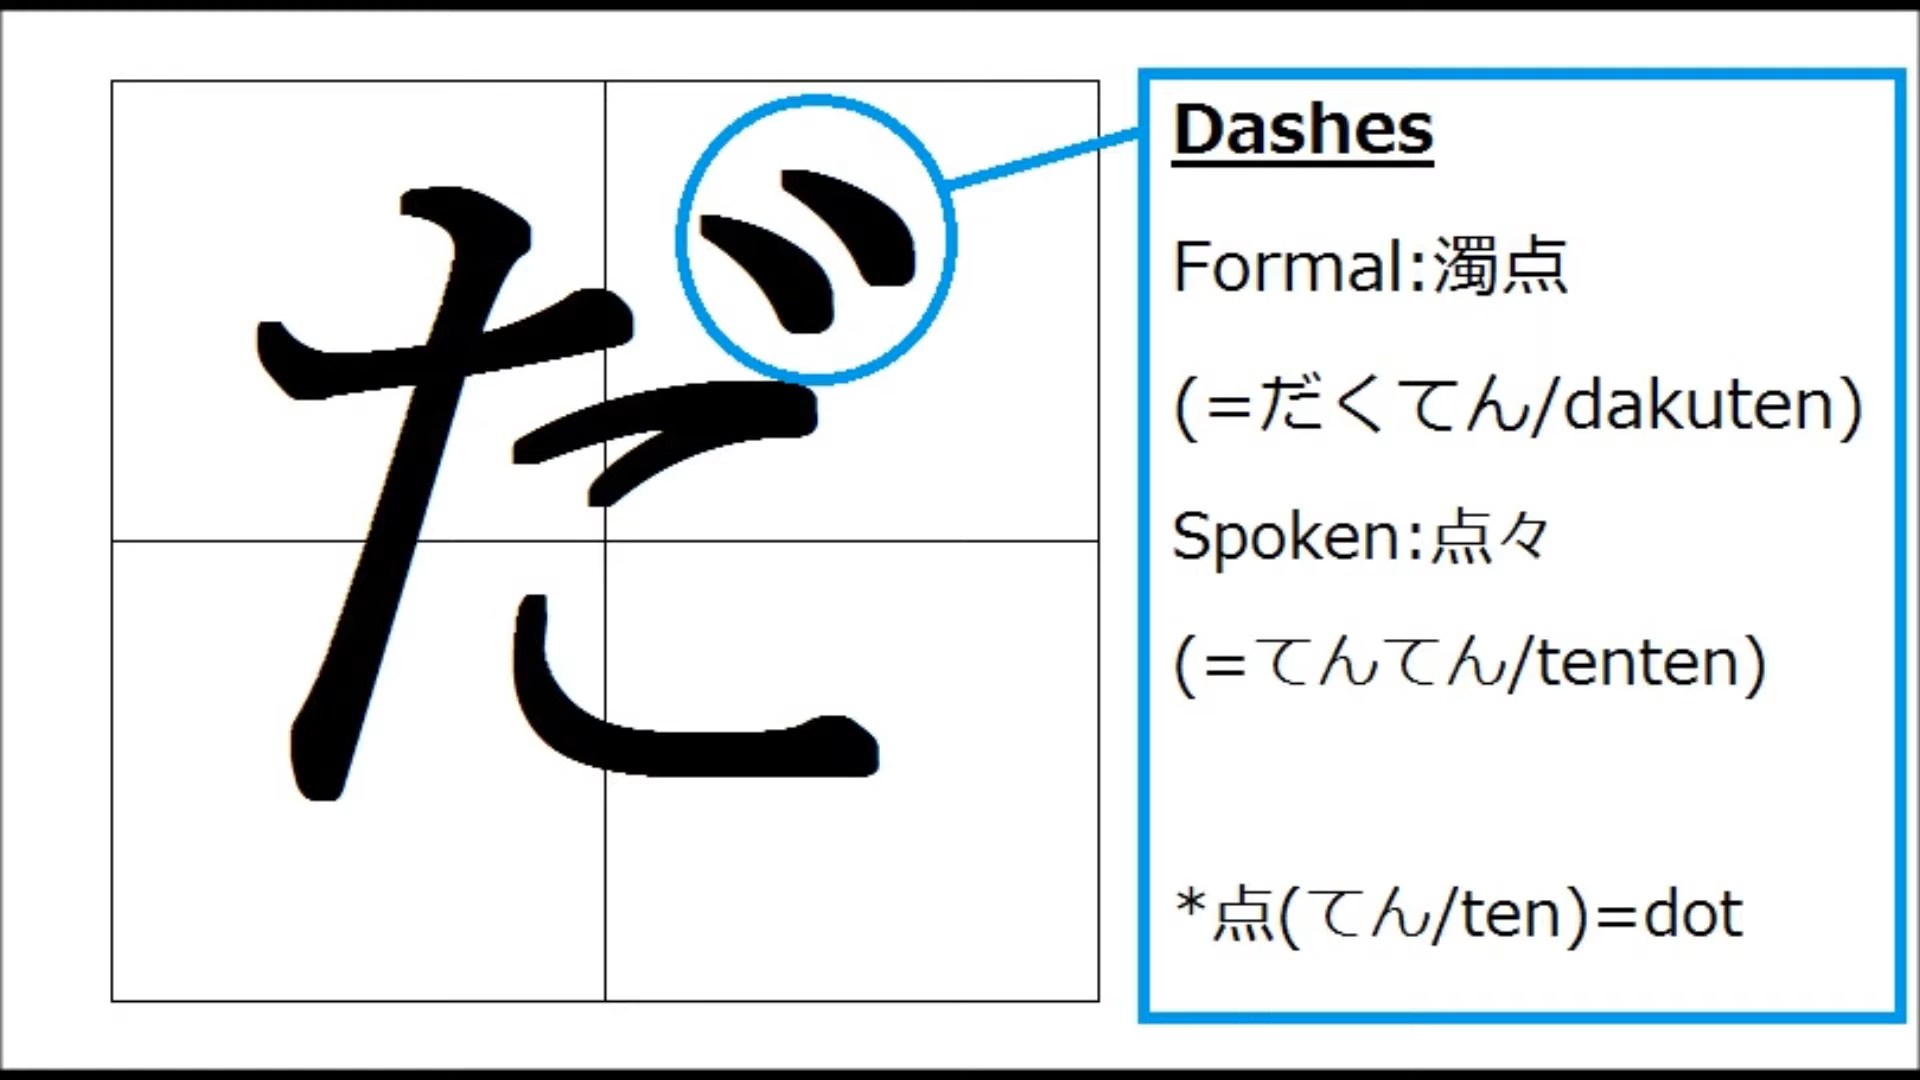 だ
Dashes
Formal:濁点
(=だくてん/dakuten)
Spoken:点々
(=てんてん/tenten)
*点(てん/ten)=dot